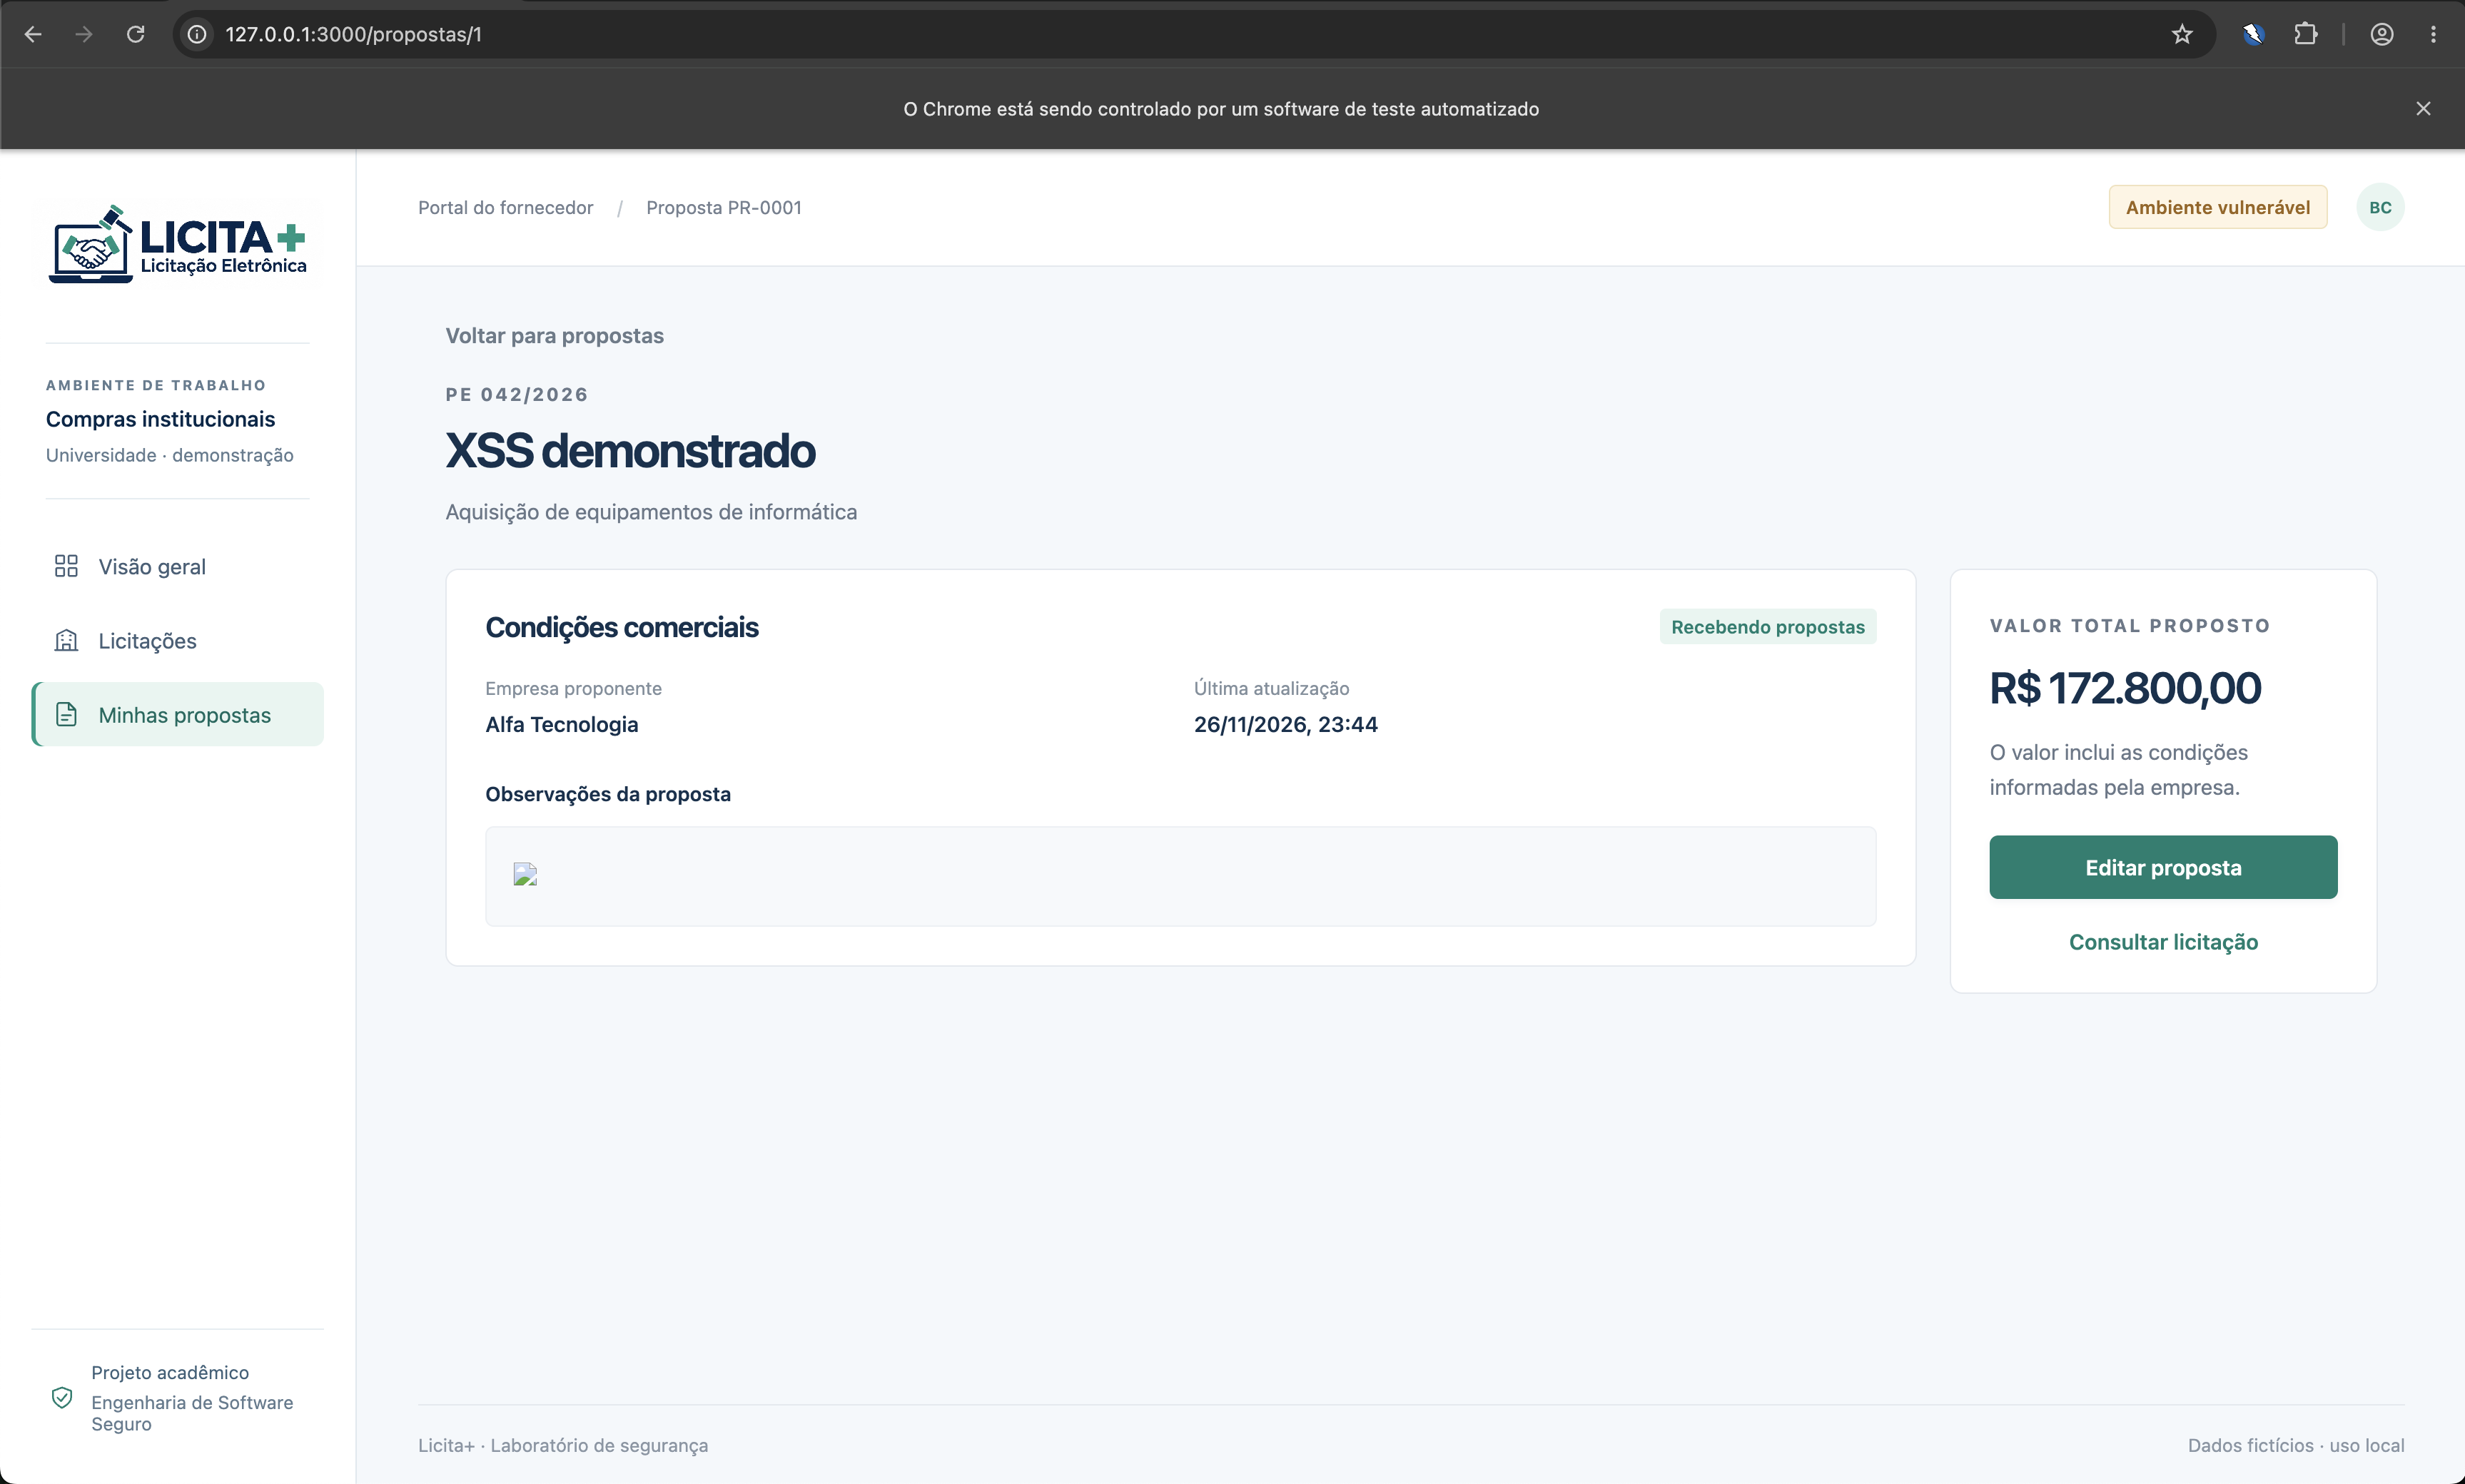 127.0.0.1:3000/propostas/1
O Chrome está sendo controlado por um software de teste automatizado
LICITA+
Licitação Eletrônica
AMBIENTE DE TRABALHO
Compras institucionais
Universidade · demonstração
Visão geral
Licitações
Minhas propostas
Projeto acadêmico
Engenharia de Software
Seguro
Portal do fornecedor / Proposta PR-0001
Ambiente vulnerável
BC
Voltar para propostas
PE 042/2026
XSS demonstrado
Aquisição de equipamentos de informática
Condições comerciais
Recebendo propostas
Empresa proponente
Alfa Tecnologia
Última atualização
26/11/2026, 23:44
Observações da proposta
VALOR TOTAL PROPOSTO
R$ 172.800,00
O valor inclui as condições
informadas pela empresa.
Editar proposta
Consultar licitação
Licita+ · Laboratório de segurança
Dados fictícios · uso local